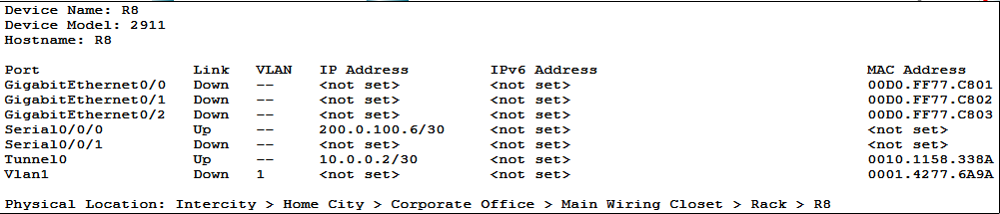 Device Name: R8
Device Model: 2911
Hostname: R8
Port Link VLAN IP Address IPv6 Address MAC Address
GigabitEthernet0/0 Down -- <not set> <not set> 00D0.FF77.C801
GigabitEthernet0/1 Down -- <not set> <not set> 00D0.FF77.C802
GigabitEthernet0/2 Down -- <not set> <not set> 00D0.FF77.C803
Serial0/0/0 Up -- 200.0.100.6/30 <not set> <not set>
Serial0/0/1 Down -- <not set> <not set> <not set>
Tunnel0 Up -- 10.0.0.2/30 <not set> 0010.1158.338A
Vlan1 Down 1 <not set> <not set> 0001.4277.6A9A
Physical Location: Intercity > Home City > Corporate Office > Main Wiring Closet > Rack > R8